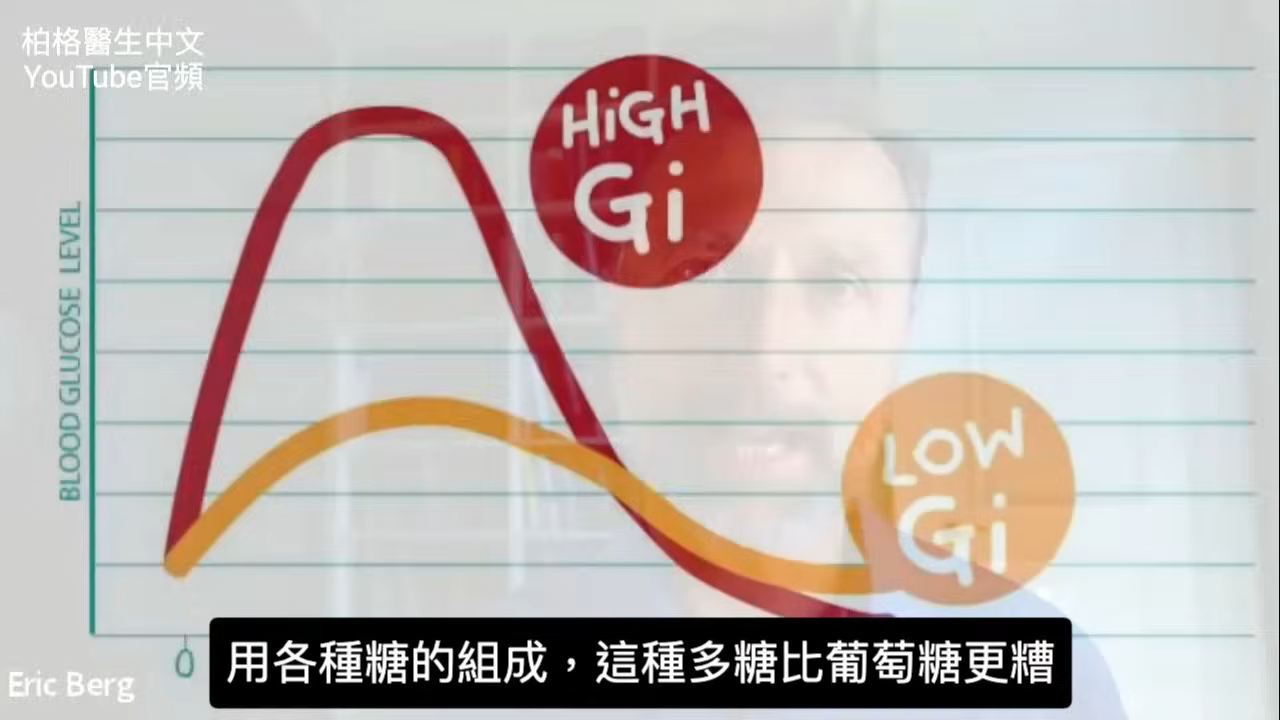 柏格醫生中文
YouTube官頻
HiGH
Gi
BLOOD GLUCOSE LEVEL
LOW
Gi
0
用各種糖的組成，這種多糖比葡萄糖更糟
Eric Berg